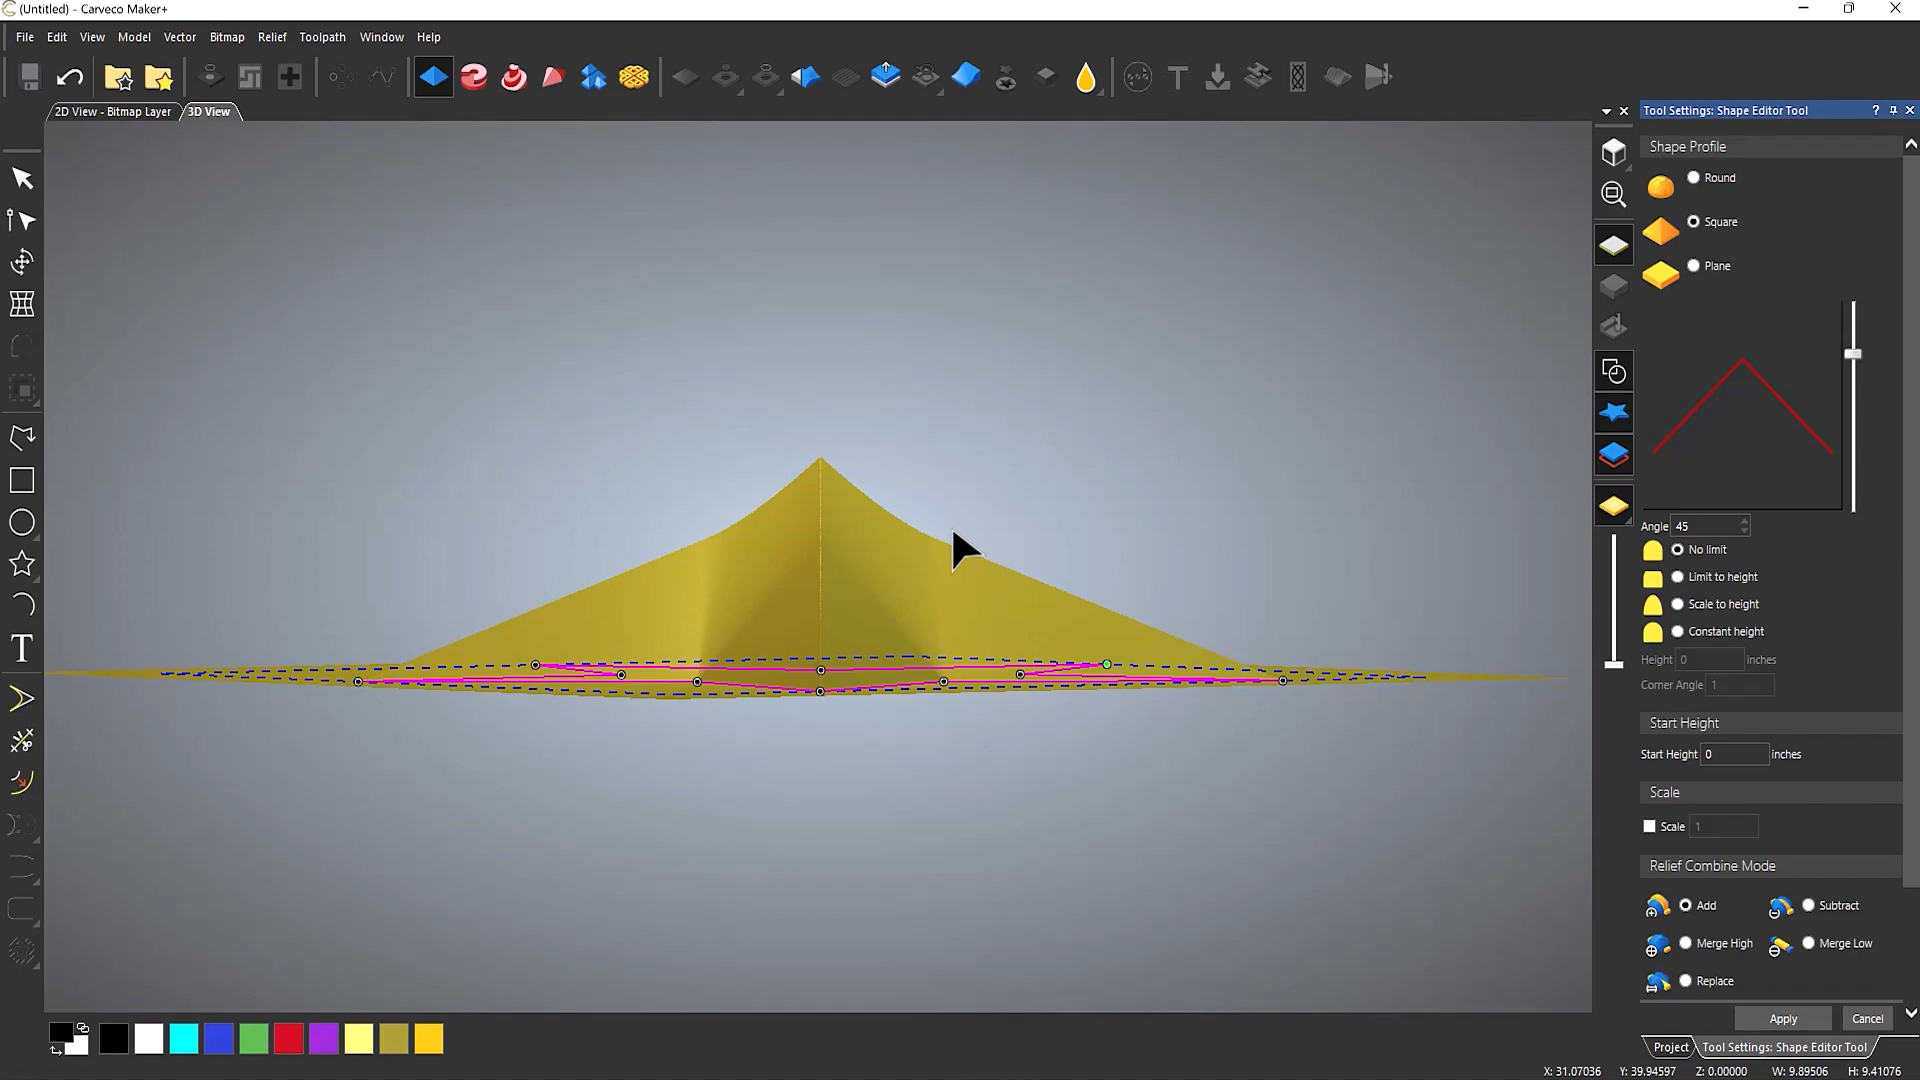 (Untitled) - Carveco Maker+
File Edit View Model Vector Bitmap Relief Toolpath Window Help
2D View - Bitmap Layer 3D View
Tool Settings: Shape Editor Tool
Shape Profile
Round
Square
Plane
Angle 45
No limit
Limit to height
Scale to height
Constant height
Height 0 inches
Corner Angle 1
Start Height
Start Height 0 inches
Scale
Scale 1
Relief Combine Mode
Add Subtract
Merge High Merge Low
Replace
Apply Cancel
Project Tool Settings: Shape Editor Tool
X: 31.07036 Y: 39.94597 Z: 0.00000 W: 9.89506 H: 9.41076